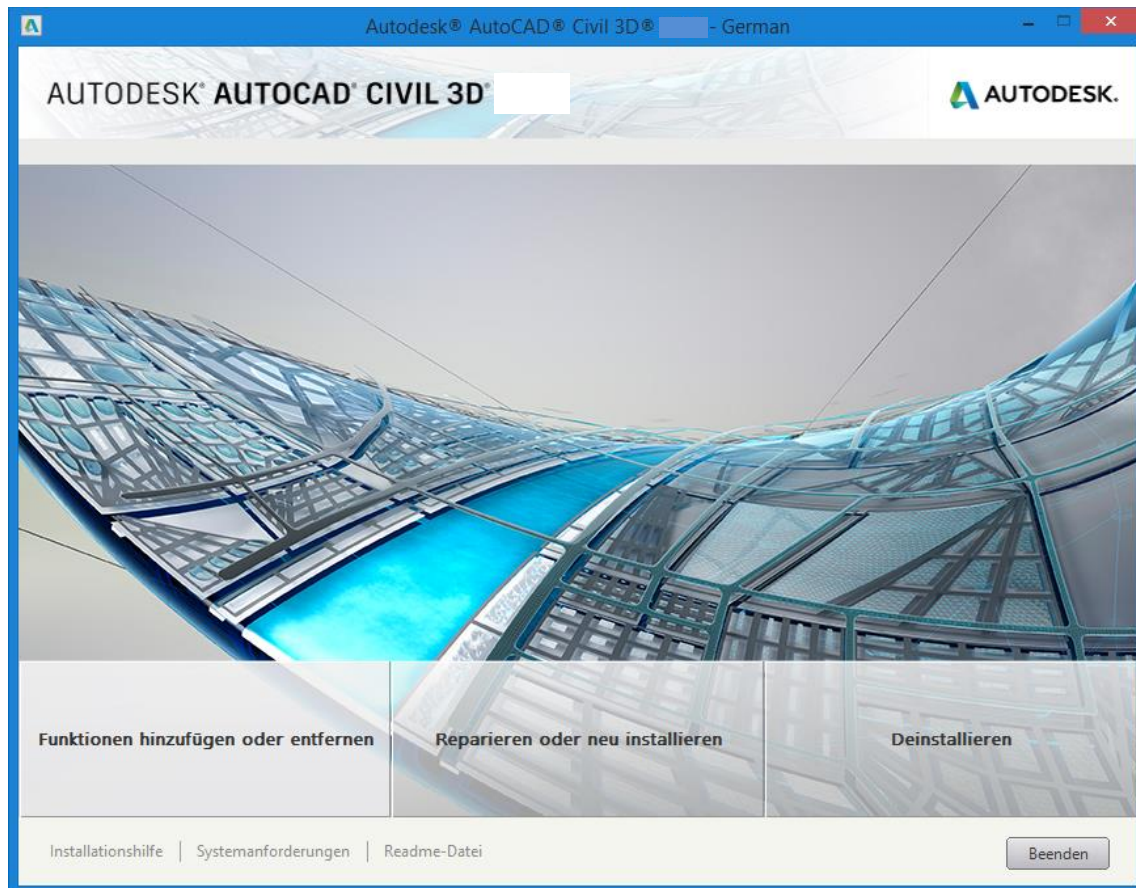 Autodesk® AutoCAD® Civil 3D® - German
AUTODESK® AUTOCAD® CIVIL 3D®
AUTODESK.
Funktionen hinzufügen oder entfernen
Reparieren oder neu installieren
Deinstallieren
Installationshilfe | Systemanforderungen | Readme-Datei
Beenden